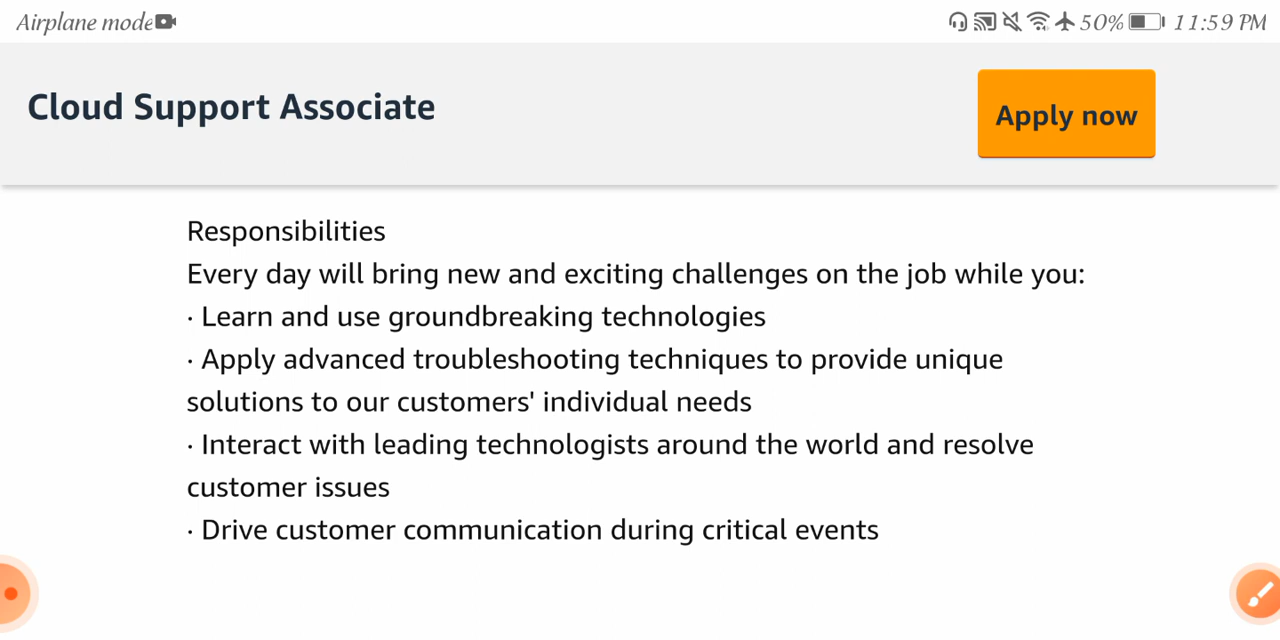 Airplane mode 50% 11:59 PM
Cloud Support Associate
Apply now
Responsibilities
Every day will bring new and exciting challenges on the job while you:
· Learn and use groundbreaking technologies
· Apply advanced troubleshooting techniques to provide unique
solutions to our customers' individual needs
· Interact with leading technologists around the world and resolve
customer issues
· Drive customer communication during critical events